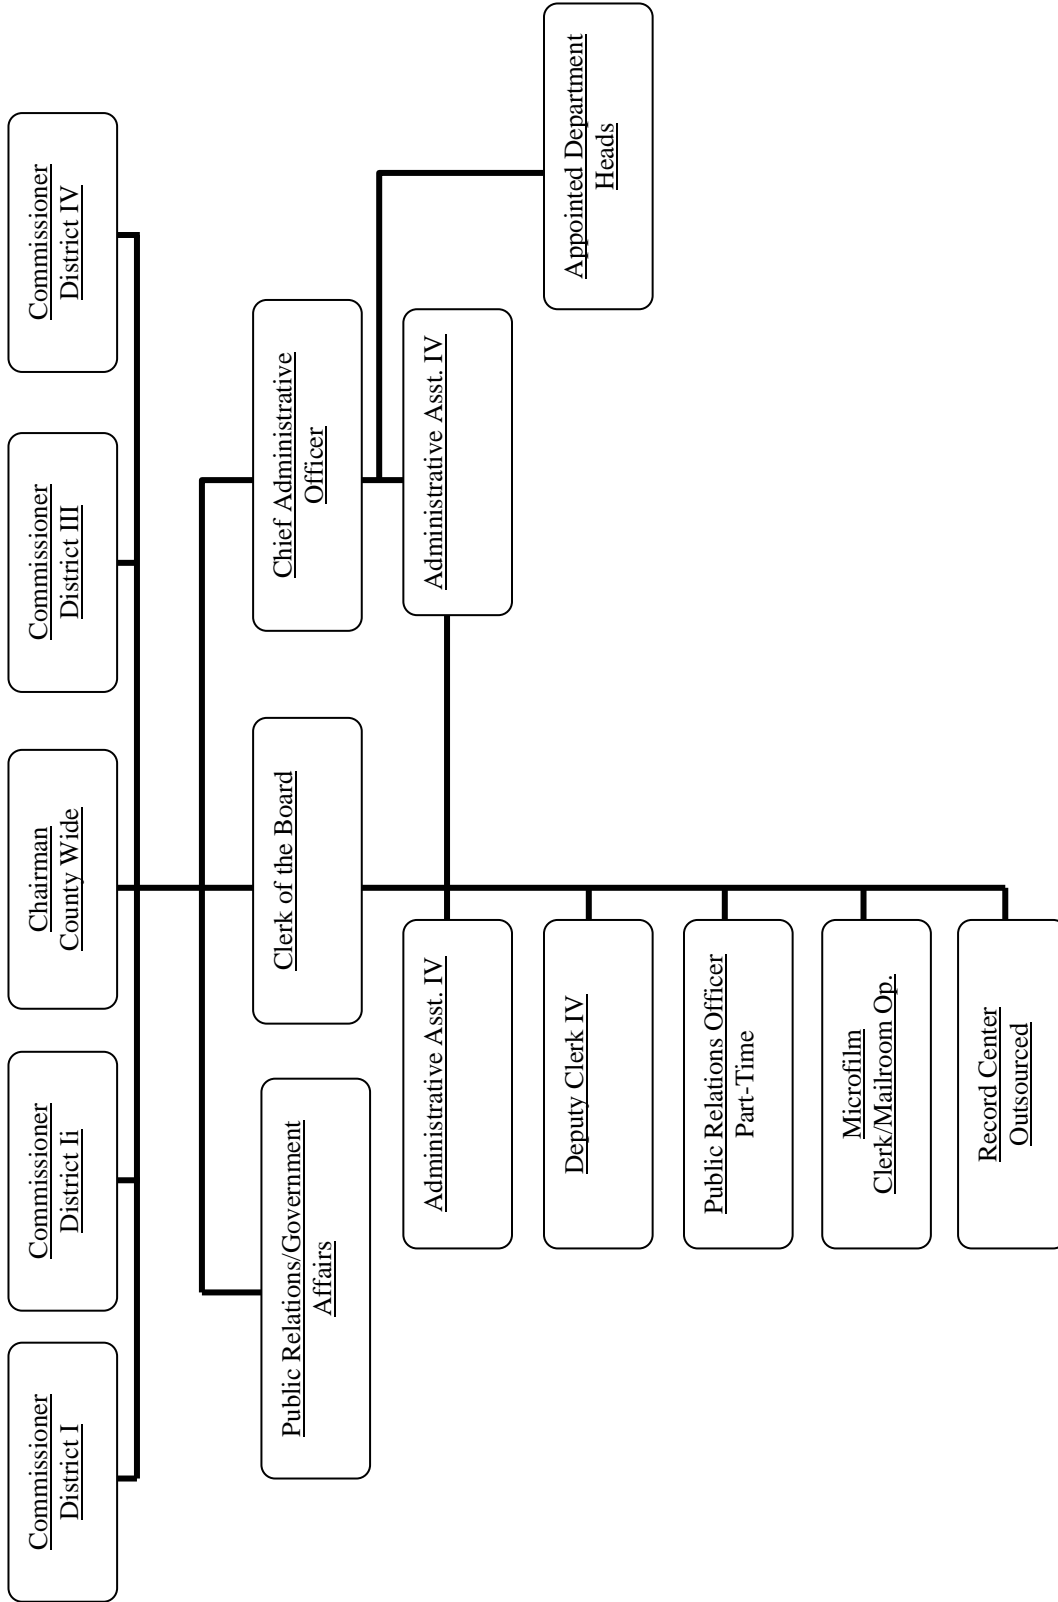 Commissioner
District I
Commissioner
District Ii
Chairman
County Wide
Commissioner
District III
Commissioner
District IV
Public Relations/Government
Affairs
Clerk of the Board
Chief Administrative
Officer
Administrative Asst. IV
Administrative Asst. IV
Deputy Clerk IV
Appointed Department
Heads
Public Relations Officer
Part-Time
Microfilm
Clerk/Mailroom Op.
Record Center
Outsourced